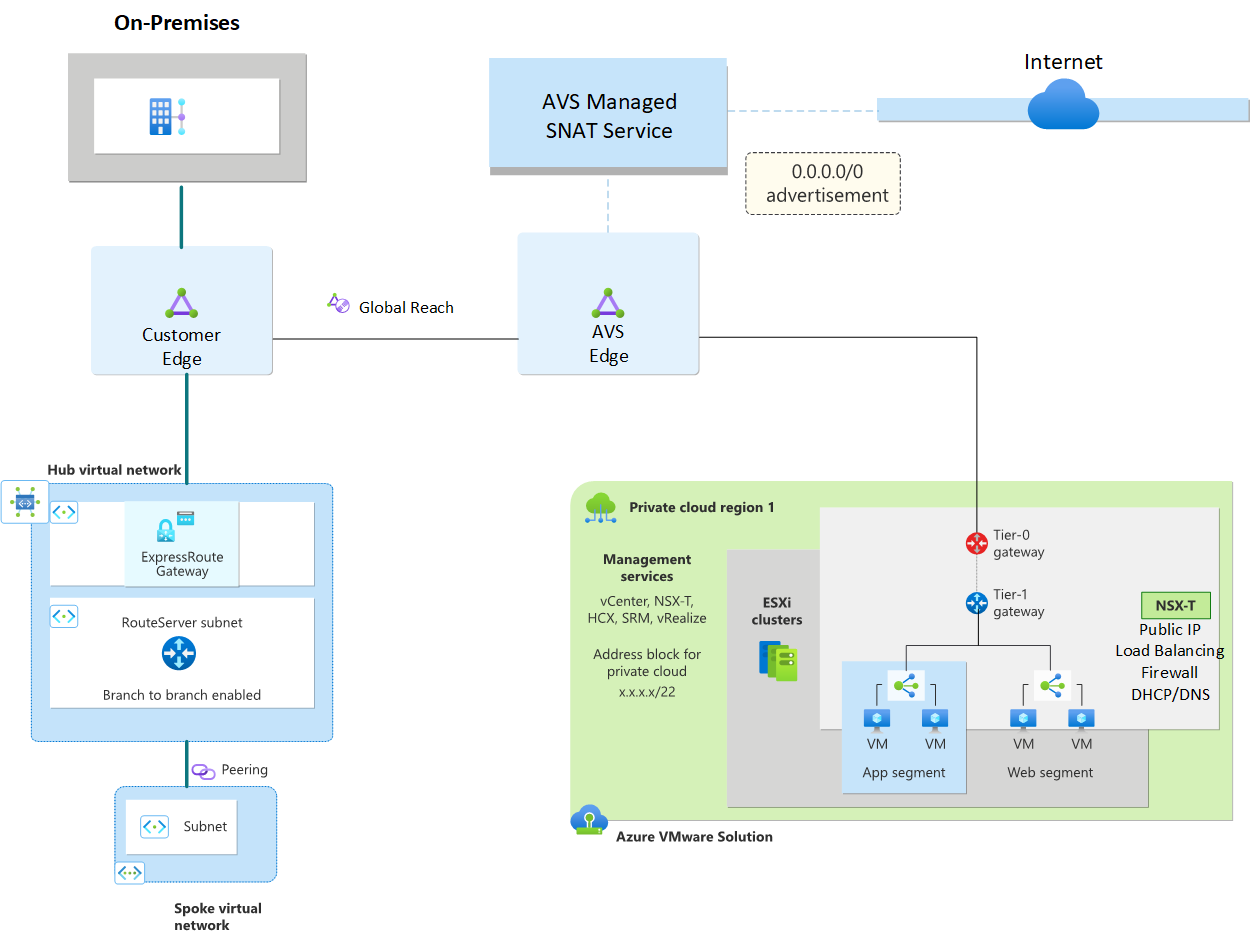 On-Premises
AVS Managed
SNAT Service
Internet
0.0.0.0/0
advertisement
Customer
Edge
Global Reach
AVS
Edge
Hub virtual network
ExpressRoute
Gateway
RouteServer subnet
Branch to branch enabled
Peering
Subnet
Spoke virtual
network
Private cloud region 1
Management
services
vCenter, NSX-T,
HCX, SRM, vRealize
Address block for
private cloud
x.x.x.x/22
ESXi
clusters
Tier-0
gateway
Tier-1
gateway
NSX-T
Public IP
Load Balancing
Firewall
DHCP/DNS
VM
VM
VM
VM
App segment
Web segment
Azure VMware Solution